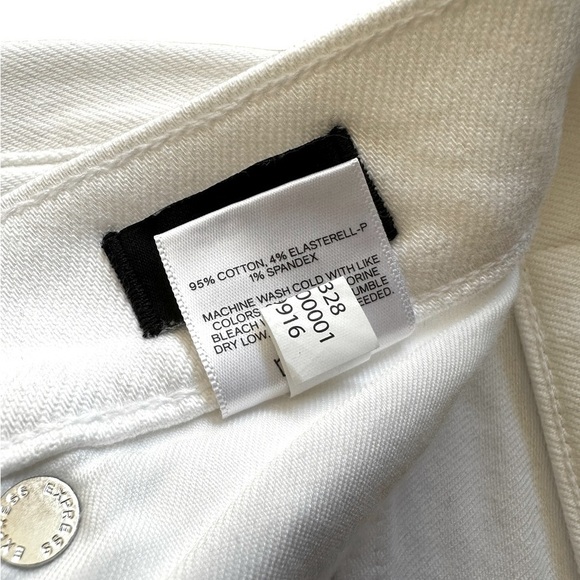 95% COTTON, 4% ELASTERELL-P
1% SPANDEX
MACHINE WASH COLD WITH LIKE
COLORS
BLEACH
DRY LOW.
328
00001
916
EXPRESS EXPRESS